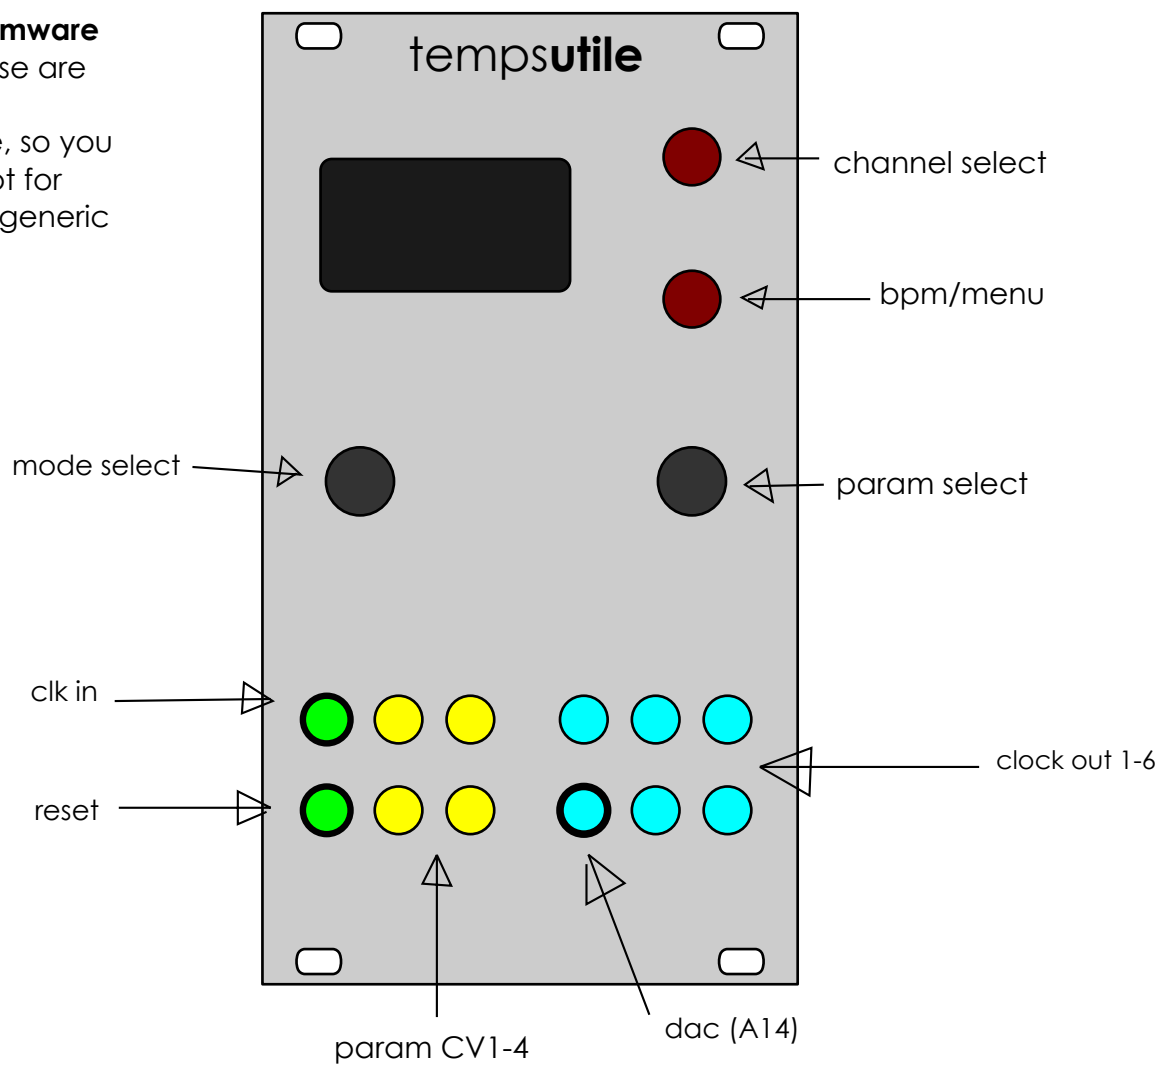 mware
se are
e, so you
ot for
generic
tempsutile
channel select
bpm/menu
mode select
param select
clk in
clock out 1-6
reset
dac (A14)
param CV1-4